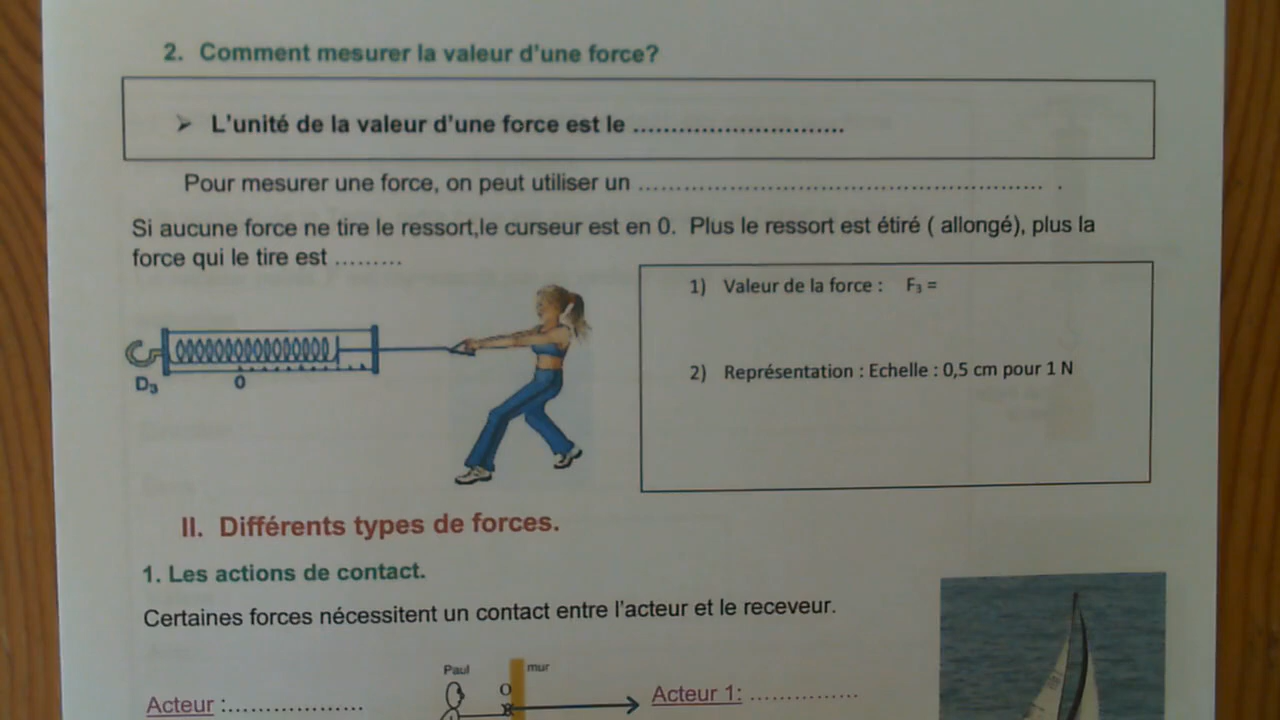 2. Comment mesurer la valeur d'une force?
➢ L'unité de la valeur d'une force est le ............................
Pour mesurer une force, on peut utiliser un ...................................................... .
Si aucune force ne tire le ressort,le curseur est en 0. Plus le ressort est étiré ( allongé), plus la
force qui le tire est .........
1) Valeur de la force : F₃ =
2) Représentation : Echelle : 0,5 cm pour 1 N
D₃ 0
II. Différents types de forces.
1. Les actions de contact.
Certaines forces nécessitent un contact entre l'acteur et le receveur.
Paul mur
O
Acteur :.................. Acteur 1: ...............